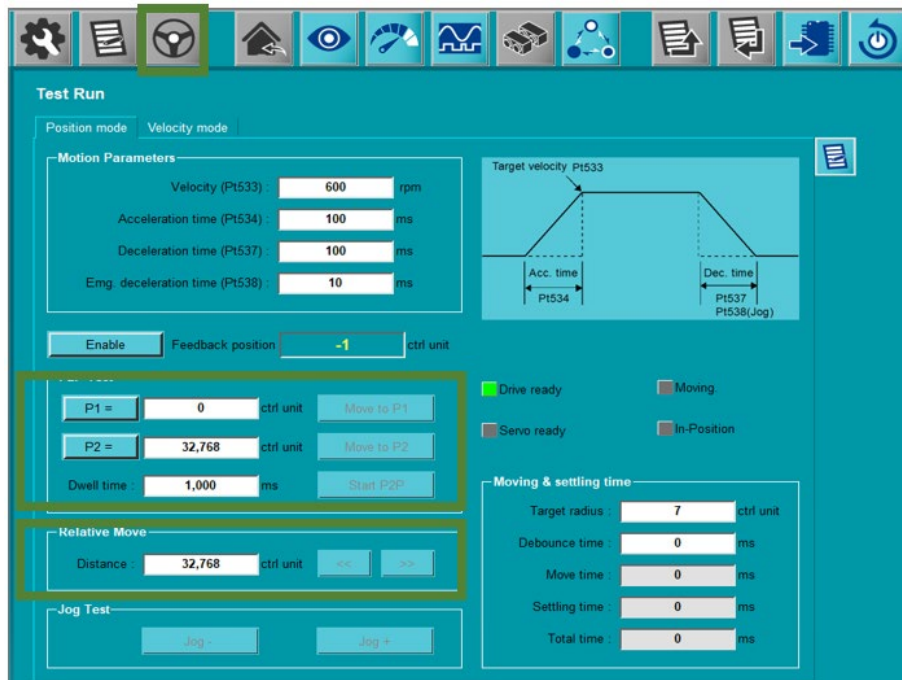 Test Run
Position mode Velocity mode
Motion Parameters
Velocity (Pt533) : 600 rpm
Acceleration time (Pt534) : 100 ms
Deceleration time (Pt537) : 100 ms
Emg. deceleration time (Pt538) : 10 ms
Target velocity Pt533
Acc. time
Pt534
Dec. time
Pt537
Pt538(Jog)
Enable Feedback position -1 ctrl unit
P1 = 0 ctrl unit Move to P1
P2 = 32,768 ctrl unit Move to P2
Dwell time : 1,000 ms Start P2P
Drive ready Moving.
Servo ready In-Position
Relative Move
Distance : 32,768 ctrl unit << >>
Jog Test
Jog - Jog +
Moving & settling time
Target radius : 7 ctrl unit
Debounce time : 0 ms
Move time : 0 ms
Settling time : 0 ms
Total time : 0 ms